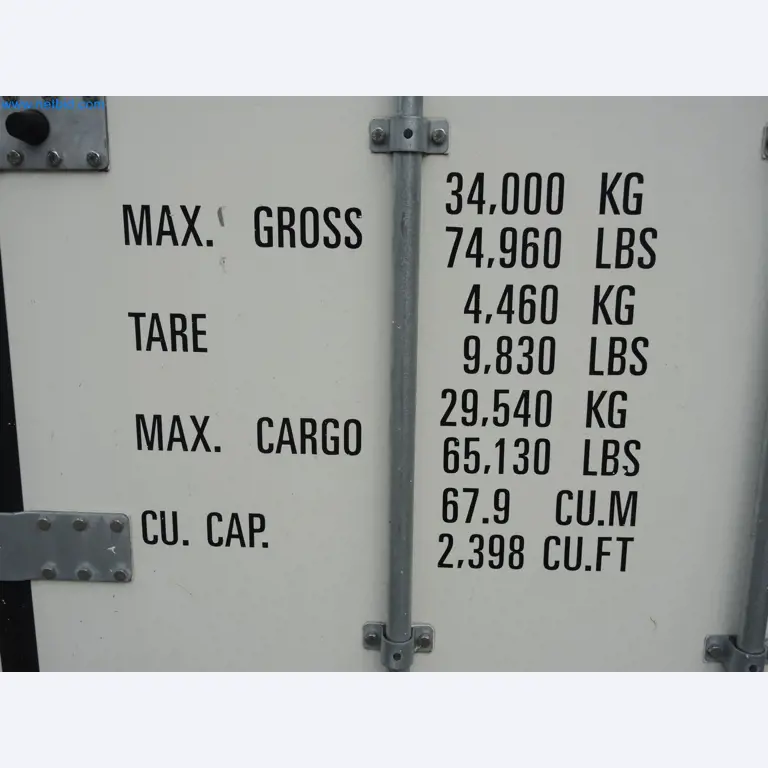 MAX. GROSS 34,000 KG
74,960 LBS
TARE 4,460 KG
9,830 LBS
MAX. CARGO 29,540 KG
65,130 LBS
CU. CAP. 67.9 CU.M
2,398 CU.FT